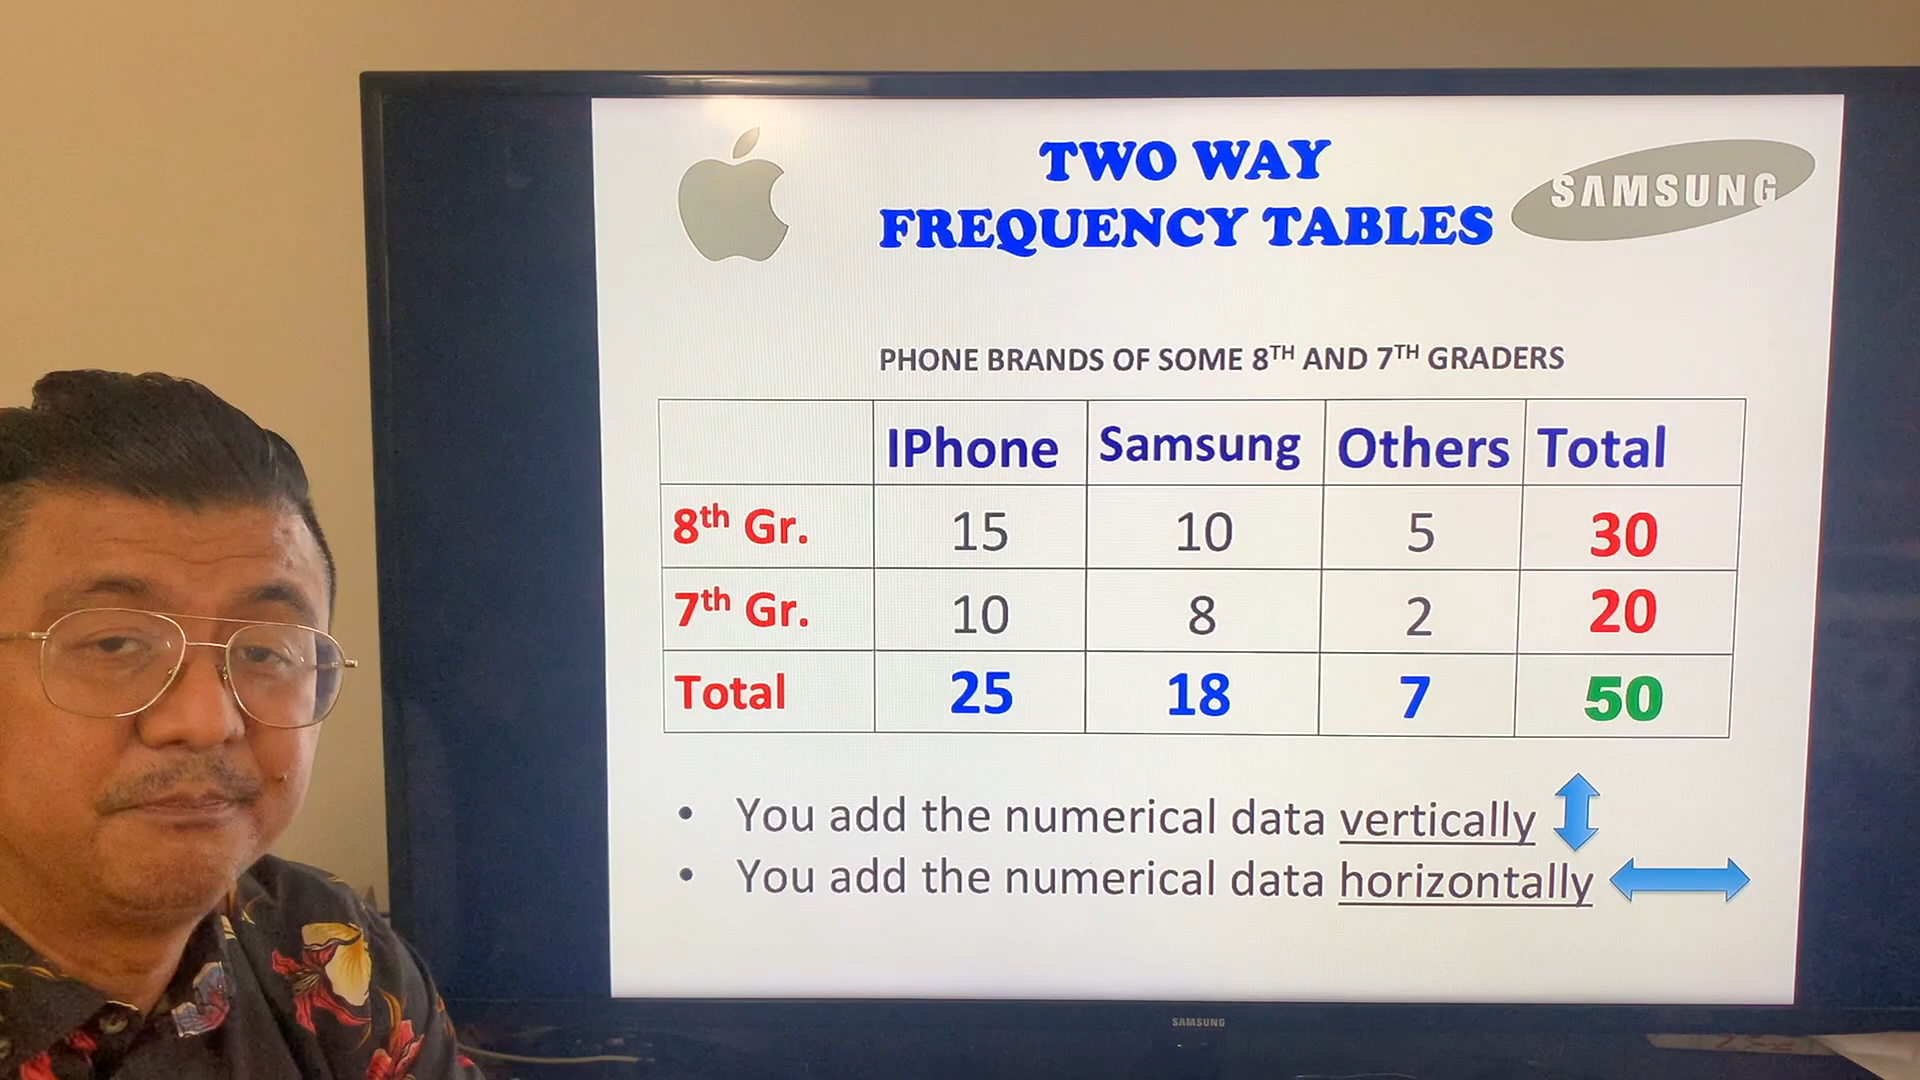 TWO WAY
FREQUENCY TABLES
SAMSUNG
PHONE BRANDS OF SOME 8TH AND 7TH GRADERS
IPhone Samsung Others Total
8th Gr. 15 10 5 30
7th Gr. 10 8 2 20
Total 25 18 7 50
• You add the numerical data vertically
• You add the numerical data horizontally
SAMSUNG